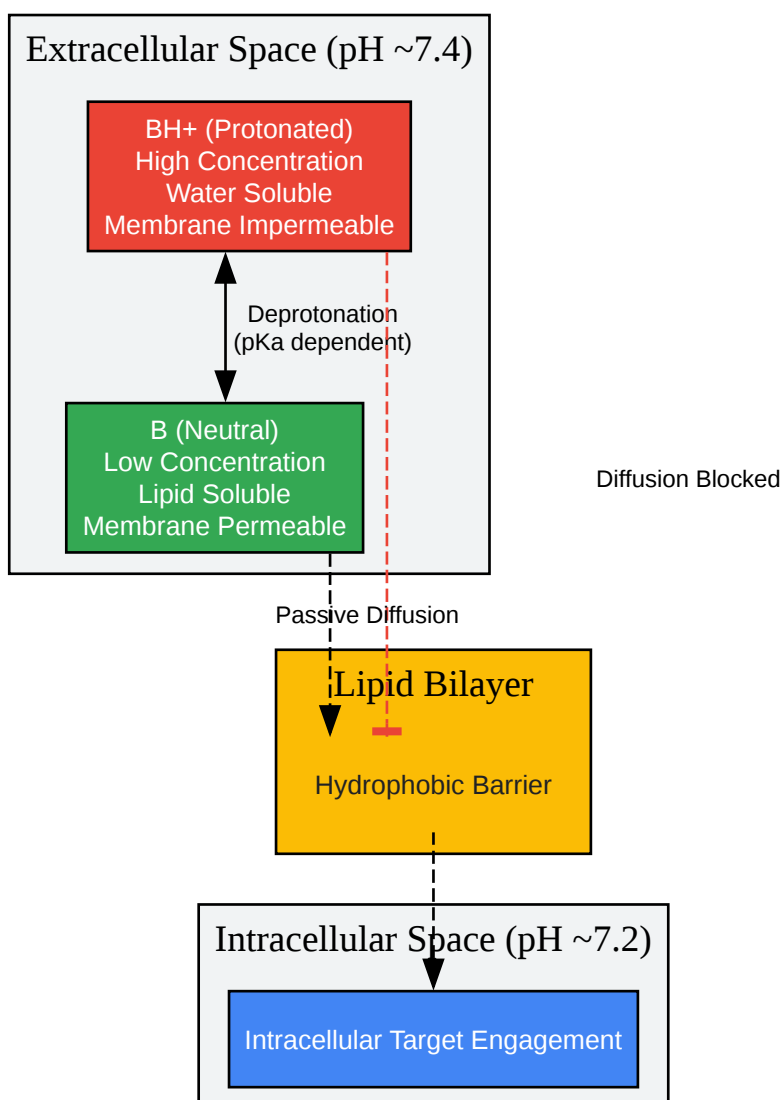 Extracellular Space (pH ~7.4)
BH+ (Protonated)
High Concentration
Water Soluble
Membrane Impermeable
Deprotonation
(pKa dependent)
B (Neutral)
Low Concentration
Lipid Soluble
Membrane Permeable
Diffusion Blocked
Passive Diffusion
Lipid Bilayer
Hydrophobic Barrier
Intracellular Space (pH ~7.2)
Intracellular Target Engagement